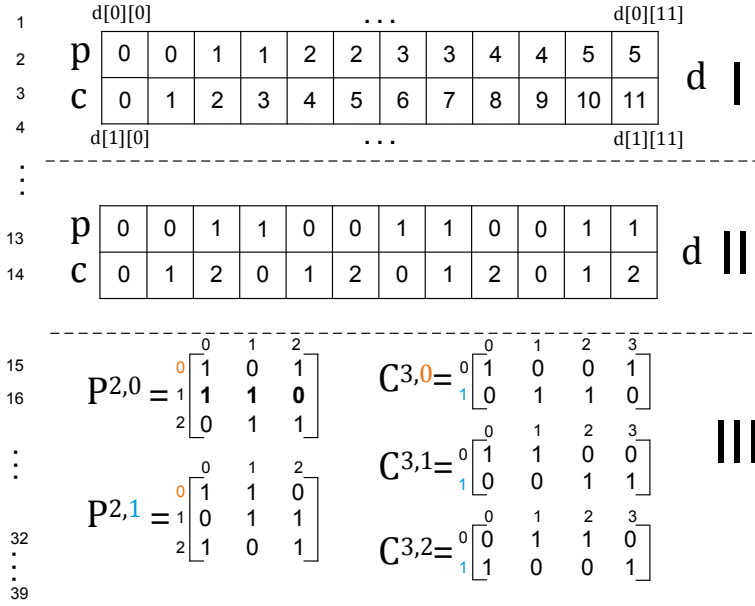 1 d[0][0] ... d[0][11]
2 p 0 0 1 1 2 2 3 3 4 4 5 5
d I
3 c 0 1 2 3 4 5 6 7 8 9 10 11
4 d[1][0] ... d[1][11]
⋮
13 p 0 0 1 1 0 0 1 1 0 0 1 1
d II
14 c 0 1 2 0 1 2 0 1 2 0 1 2
15
16
⋮
32
⋮
39
0 1 2
0 1 0 1
P2,0 = 1 1 1 0
2 0 1 1
0 1 2
0 1 1 0
P2,1 = 1 0 1 1
2 1 0 1
0 1 2 3
C3,0= 0 1 0 0 1
1 0 1 1 0
0 1 2 3
C3,1= 0 1 1 0 0
1 0 0 1 1
0 1 2 3
C3,2= 0 0 1 1 0
1 1 0 0 1
III